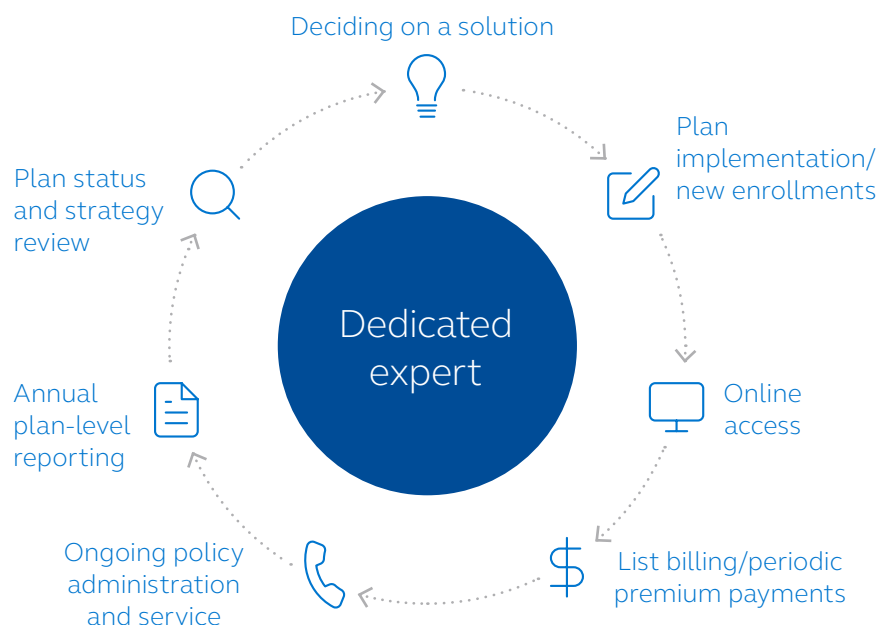 Deciding on a solution
Plan
implementation/
new enrollments
Online
access
List billing/periodic
premium payments
Ongoing policy
administration
and service
Annual
plan-level
reporting
Plan status
and strategy
review
Dedicated
expert